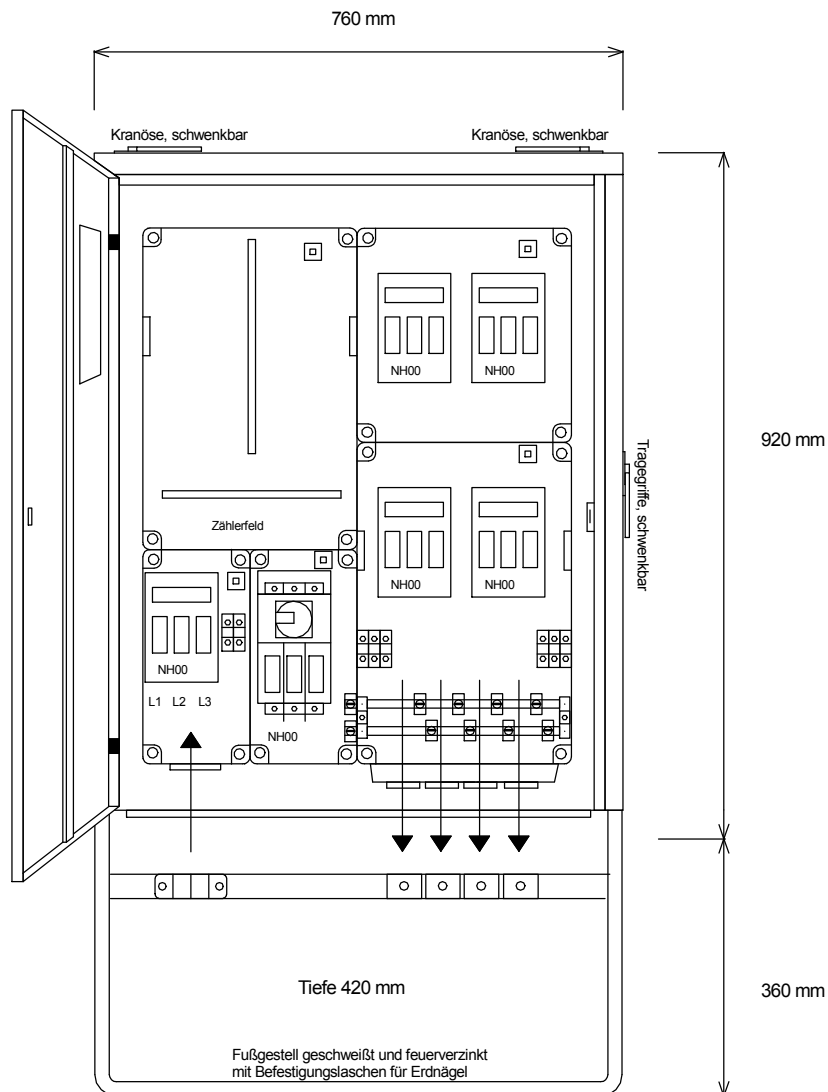 760 mm
Kranöse, schwenkbar
Kranöse, schwenkbar
NH00
NH00
920 mm
Tragegriffe, schwenkbar
Zählerfeld
NH00
NH00
NH00
L1 L2 L3
NH00
Tiefe 420 mm
360 mm
Fußgestell geschweißt und feuerverzinkt
mit Befestigungslaschen für Erdnägel